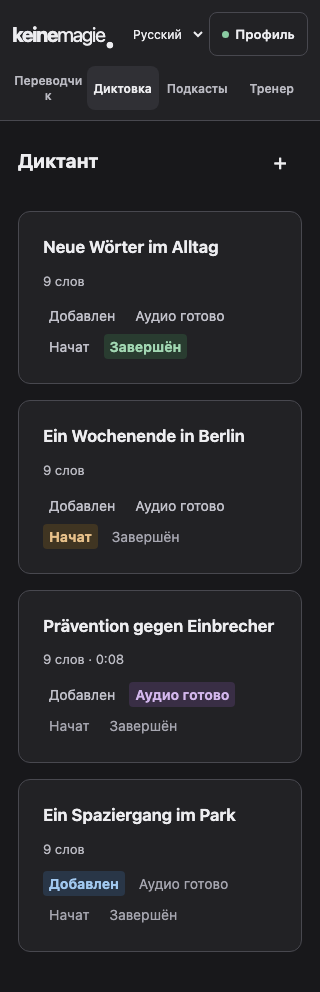 keinemagie.
Русский
Профиль
Переводчи
к
Диктовка
Подкасты
Тренер
Диктант
+
Neue Wörter im Alltag
9 слов
Добавлен Аудио готово
Начат Завершён
Ein Wochenende in Berlin
9 слов
Добавлен Аудио готово
Начат Завершён
Prävention gegen Einbrecher
9 слов · 0:08
Добавлен Аудио готово
Начат Завершён
Ein Spaziergang im Park
9 слов
Добавлен Аудио готово
Начат Завершён